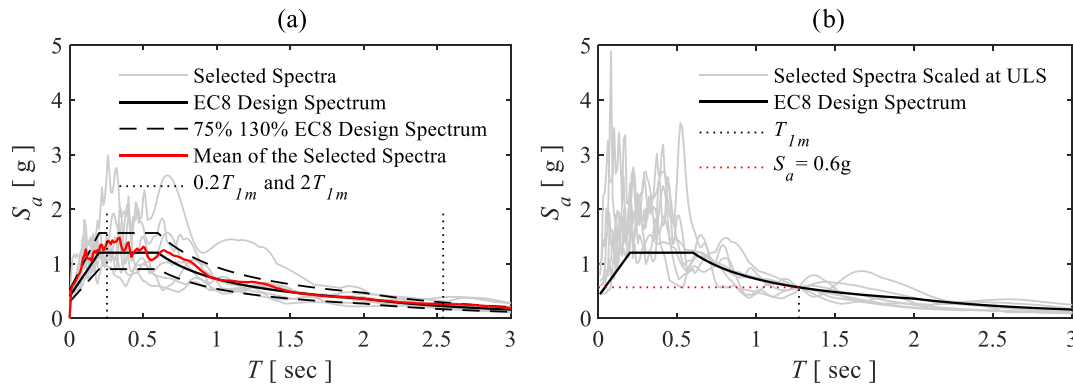 (a)
5
4
3
2
1
0
S_a [ g ]
Selected Spectra
EC8 Design Spectrum
75% 130% EC8 Design Spectrum
Mean of the Selected Spectra
0.2T_1m and 2T_1m
0 0.5 1 1.5 2 2.5 3
T [ sec ]
(b)
5
4
3
2
1
0
S_a [ g ]
Selected Spectra Scaled at ULS
EC8 Design Spectrum
T_1m
S_a = 0.6g
0 0.5 1 1.5 2 2.5 3
T [ sec ]